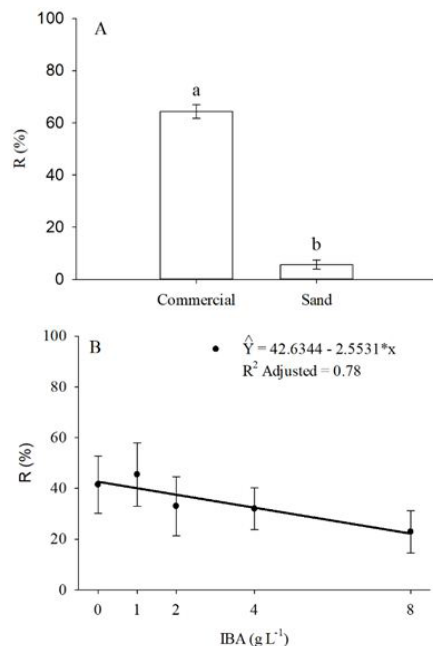 A
a
b
R (%)
100
80
60
40
20
0
Commercial Sand
B
Ŷ = 42.6344 - 2.5531*x
R² Adjusted = 0.78
R (%)
100
80
60
40
20
0
0 1 2 4 8
IBA (g L⁻¹)